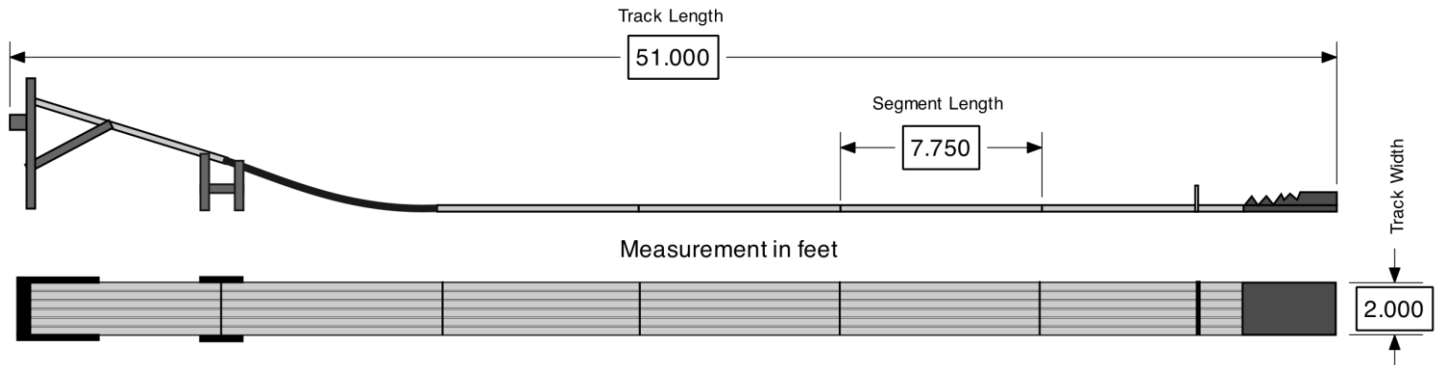 Track Length
51.000
Segment Length
7.750
Track Width
Measurement in feet
2.000